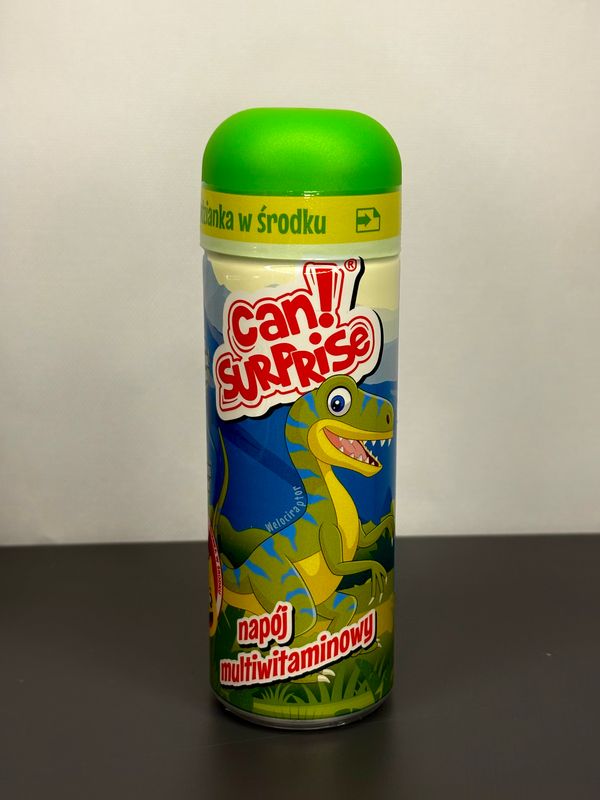 w środku
can!®
SURPRISE
Welociraptor
napój
multiwitaminowy